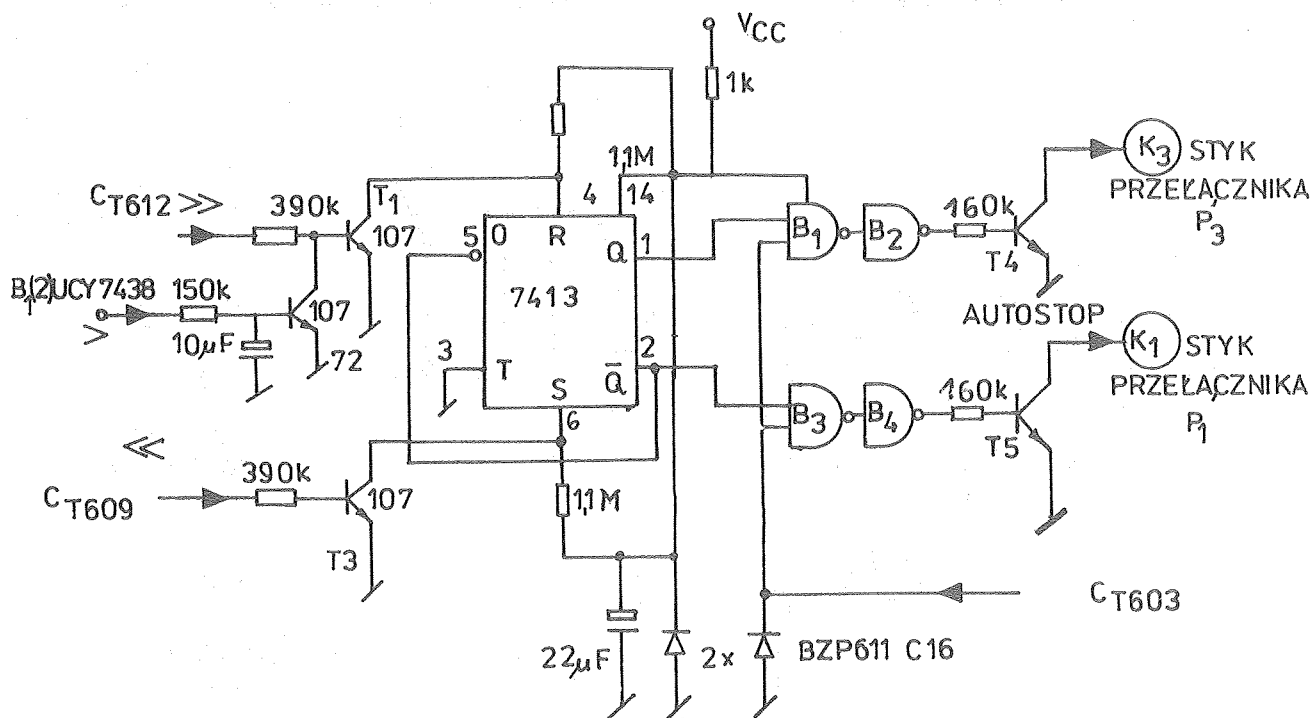 VCC
1k
1,1M
CT612 >>
390k
T1
107
4
14
K3 STYK
PRZEŁĄCZNIKA
P3
5
O
R
Q
1
B1
B2
160k
T4
AUTOSTOP
B1(2)UCY7438
>
150k
107
10µF
72
7413
3
T
Q̄
2
S
6
B3
B4
160k
T5
K1 STYK
PRZEŁĄCZNIKA
P1
<<
CT609
390k
107
T3
1,1M
CT603
22µF
2x
BZP611 C16